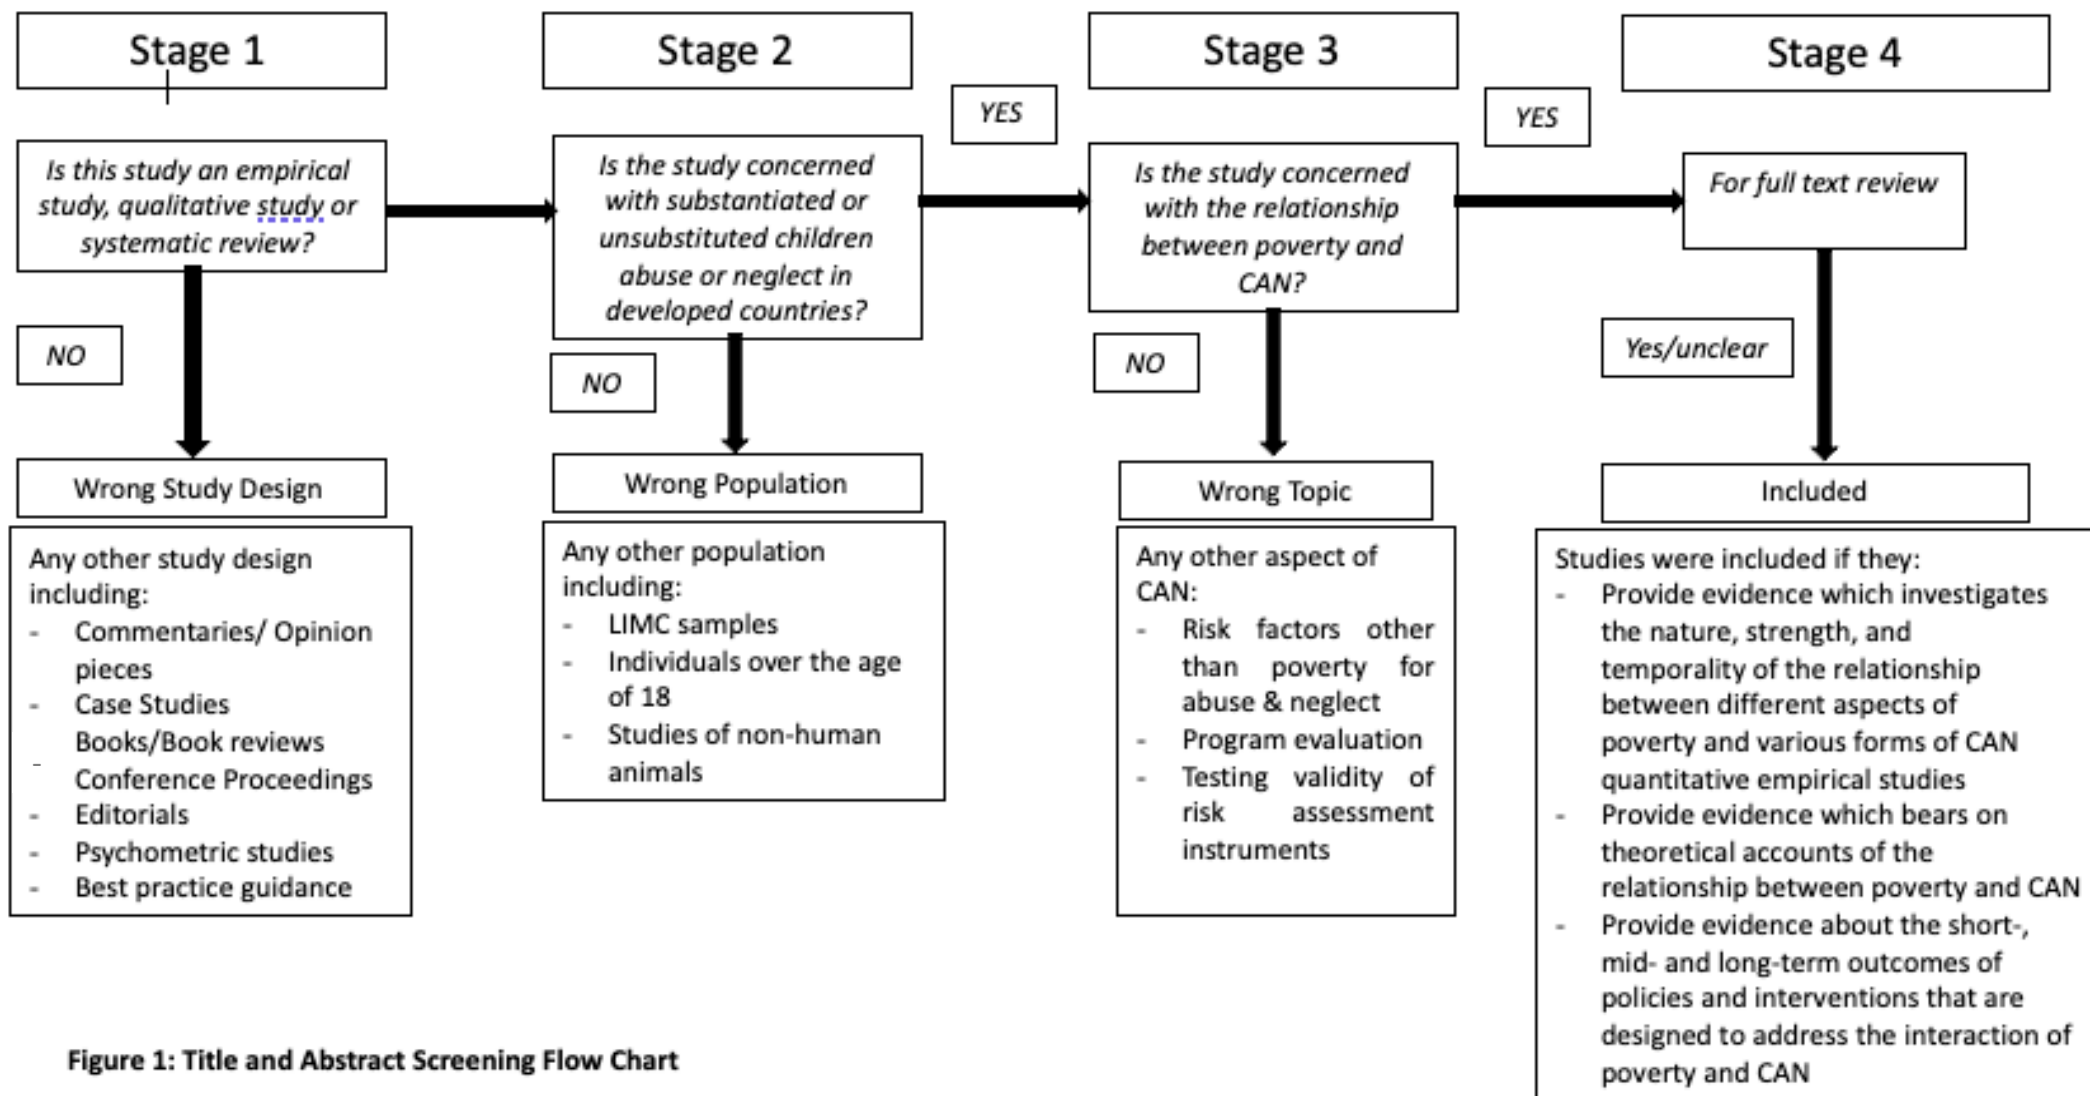 Stage 1
Stage 2
Stage 3
Stage 4
YES
YES
Is this study an empirical
study, qualitative study or
systematic review?
Is the study concerned
with substantiated or
unsubstituted children
abuse or neglect in
developed countries?
Is the study concerned
with the relationship
between poverty and
CAN?
For full text review
NO
NO
NO
Yes/unclear
Wrong Study Design
Any other study design
including:
- Commentaries/ Opinion
pieces
- Case Studies
Books/Book reviews
- Conference Proceedings
- Editorials
- Psychometric studies
- Best practice guidance
Wrong Population
Any other population
including:
- LIMC samples
- Individuals over the age
of 18
- Studies of non-human
animals
Wrong Topic
Any other aspect of
CAN:
- Risk factors other
than poverty for
abuse & neglect
- Program evaluation
- Testing validity of
risk assessment
instruments
Included
Studies were included if they:
- Provide evidence which investigates
the nature, strength, and
temporality of the relationship
between different aspects of
poverty and various forms of CAN
quantitative empirical studies
- Provide evidence which bears on
theoretical accounts of the
relationship between poverty and CAN
- Provide evidence about the short-,
mid- and long-term outcomes of
policies and interventions that are
designed to address the interaction of
poverty and CAN
Figure 1: Title and Abstract Screening Flow Chart